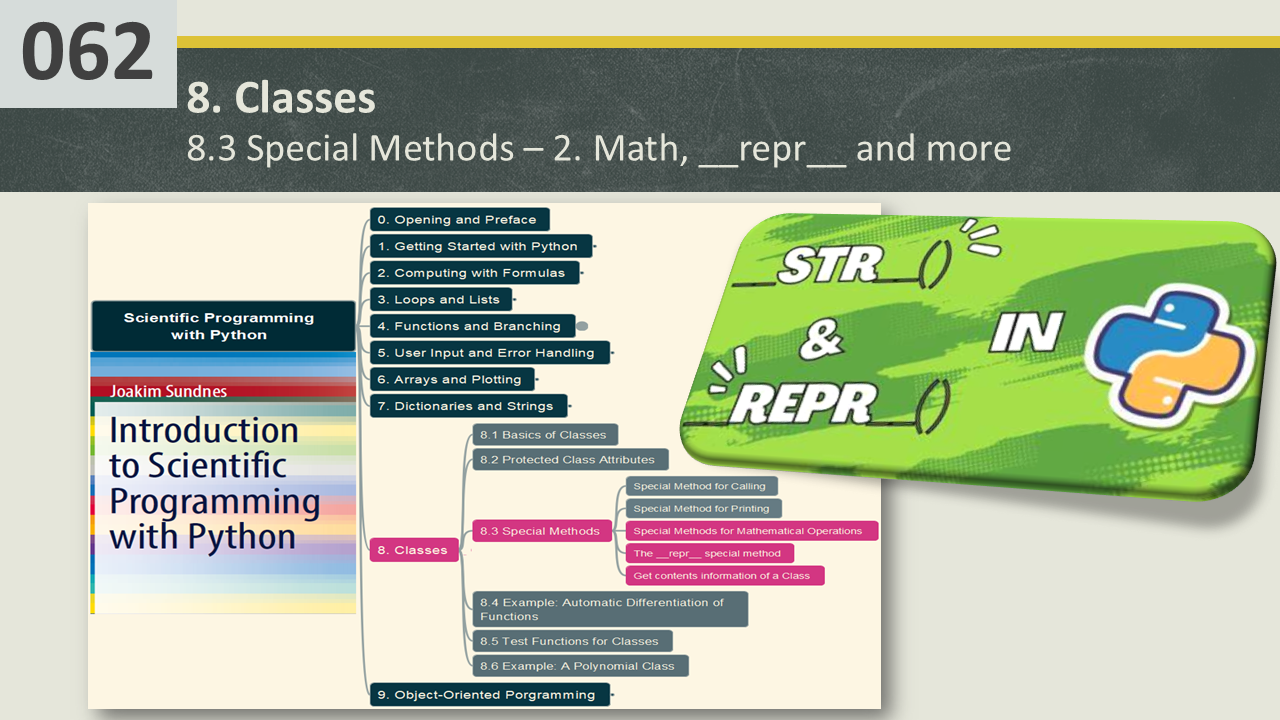 062
8. Classes
8.3 Special Methods – 2. Math, __repr__ and more
Scientific Programming
with Python
Joakim Sundnes
Introduction
to Scientific
Programming
with Python
0. Opening and Preface
1. Getting Started with Python
2. Computing with Formulas
3. Loops and Lists
4. Functions and Branching
5. User Input and Error Handling
6. Arrays and Plotting
7. Dictionaries and Strings
8. Classes
8.1 Basics of Classes
8.2 Protected Class Attributes
8.3 Special Methods
Special Method for Calling
Special Method for Printing
Special Methods for Mathematical Operations
The __repr__ special method
Get contents information of a Class
8.4 Example: Automatic Differentiation of
Functions
8.5 Test Functions for Classes
8.6 Example: A Polynomial Class
9. Object-Oriented Porgramming
__STR__()
&
__REPR__()
IN